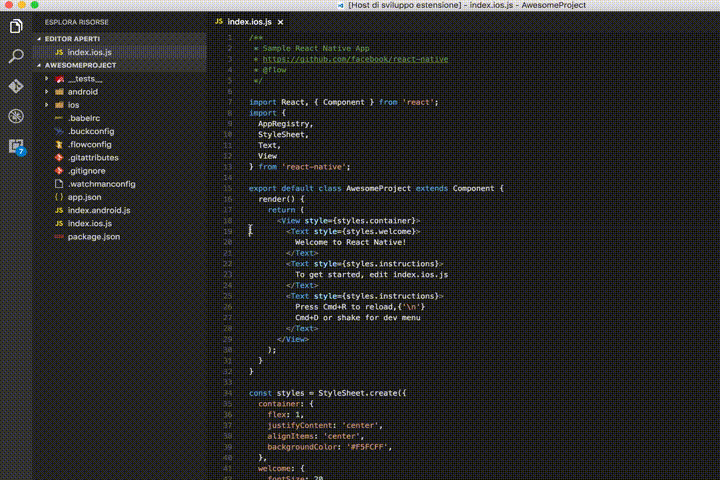 [Host di sviluppo estensione] - index.ios.js - AwesomeProject
ESPLORA RISORSE
EDITOR APERTI
JS index.ios.js
AWESOMEPROJECT
__tests__
android
ios
.babelrc
.buckconfig
.flowconfig
.gitattributes
.gitignore
.watchmanconfig
{ } app.json
JS index.android.js
JS index.ios.js
package.json
7
JS index.ios.js ×
1 /**
2 * Sample React Native App
3 * https://github.com/facebook/react-native
4 * @flow
5 */
6
7 import React, { Component } from 'react';
8 import {
9 AppRegistry,
10 StyleSheet,
11 Text,
12 View
13 } from 'react-native';
14
15 export default class AwesomeProject extends Component {
16 render() {
17 return (
18 <View style={styles.container}>
19 <Text style={styles.welcome}>
20 Welcome to React Native!
21 </Text>
22 <Text style={styles.instructions}>
23 To get started, edit index.ios.js
24 </Text>
25 <Text style={styles.instructions}>
26 Press Cmd+R to reload,{'\n'}
27 Cmd+D or shake for dev menu
28 </Text>
29 </View>
30 );
31 }
32 }
33
34 const styles = StyleSheet.create({
35 container: {
36 flex: 1,
37 justifyContent: 'center',
38 alignItems: 'center',
39 backgroundColor: '#F5FCFF',
40 },
41 welcome: {
42 fontSize: 20,